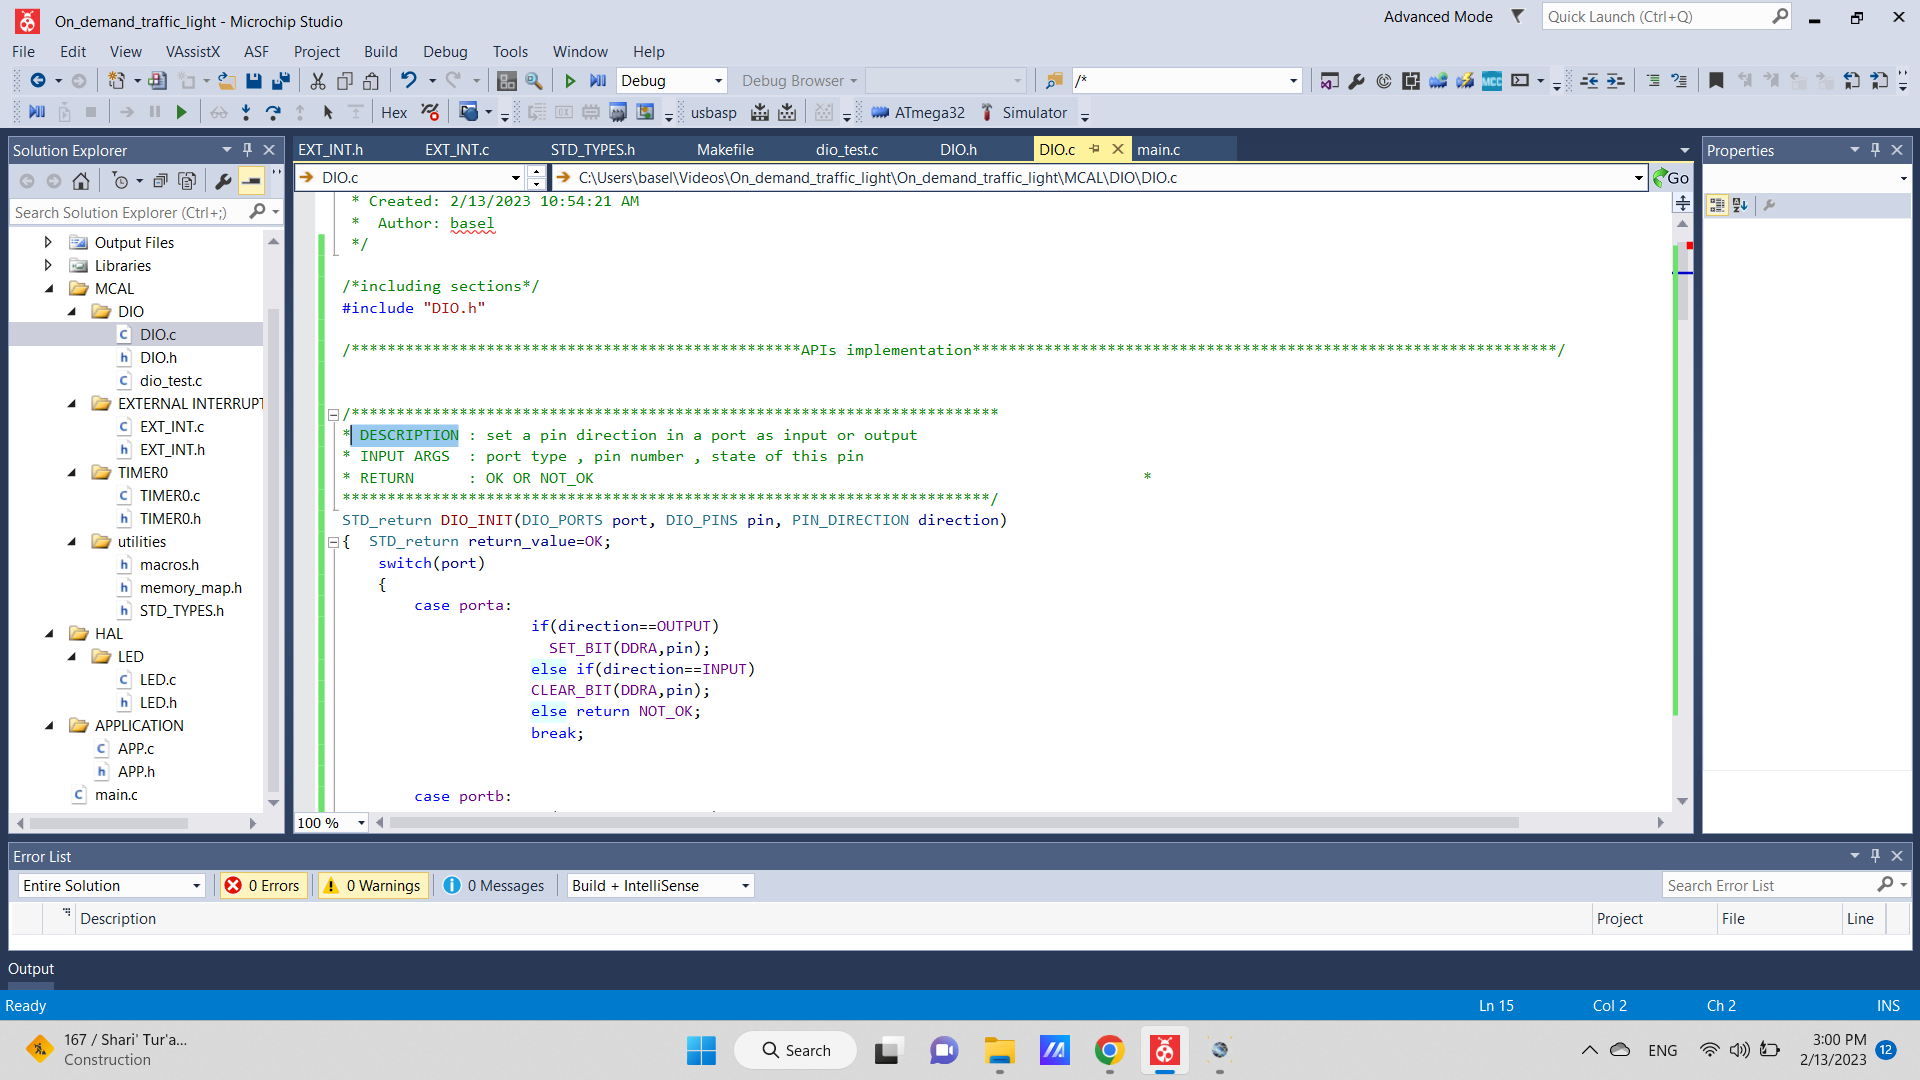 On_demand_traffic_light - Microchip Studio
Advanced Mode
Quick Launch (Ctrl+Q)
File Edit View VAssistX ASF Project Build Debug Tools Window Help
Debug
Debug Browser
/*
Hex
usbasp
ATmega32
Simulator
Solution Explorer
Search Solution Explorer (Ctrl+;)
Output Files
Libraries
MCAL
DIO
DIO.c
DIO.h
dio_test.c
EXTERNAL INTERRUPT
EXT_INT.c
EXT_INT.h
TIMER0
TIMER0.c
TIMER0.h
utilities
macros.h
memory_map.h
STD_TYPES.h
HAL
LED
LED.c
LED.h
APPLICATION
APP.c
APP.h
main.c
EXT_INT.h EXT_INT.c STD_TYPES.h Makefile dio_test.c DIO.h DIO.c main.c
DIO.c
C:\Users\basel\Videos\On_demand_traffic_light\On_demand_traffic_light\MCAL\DIO\DIO.c
Go
* Created: 2/13/2023 10:54:21 AM
* Author: basel
*/
/*including sections*/
#include "DIO.h"
/**************************************************APIs implementation*****************************************************************/
/************************************************************************
* DESCRIPTION : set a pin direction in a port as input or output
* INPUT ARGS : port type , pin number , state of this pin
* RETURN : OK OR NOT_OK *
************************************************************************/
STD_return DIO_INIT(DIO_PORTS port, DIO_PINS pin, PIN_DIRECTION direction)
{ STD_return return_value=OK;
switch(port)
{
case porta:
if(direction==OUTPUT)
SET_BIT(DDRA,pin);
else if(direction==INPUT)
CLEAR_BIT(DDRA,pin);
else return NOT_OK;
break;
case portb:
100 %
Properties
Error List
Entire Solution
0 Errors
0 Warnings
0 Messages
Build + IntelliSense
Search Error List
Description Project File Line
Output
Ready
Ln 15 Col 2 Ch 2 INS
167 / Shari' Tur'a...
Construction
Search
ENG
3:00 PM
2/13/2023
12